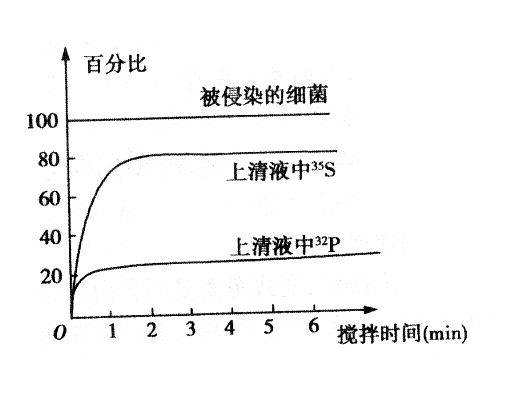 百分比
被侵染的细菌
100
80
上清液中³⁵S
60
40
上清液中³²P
20
O 1 2 3 4 5 6
搅拌时间(min)